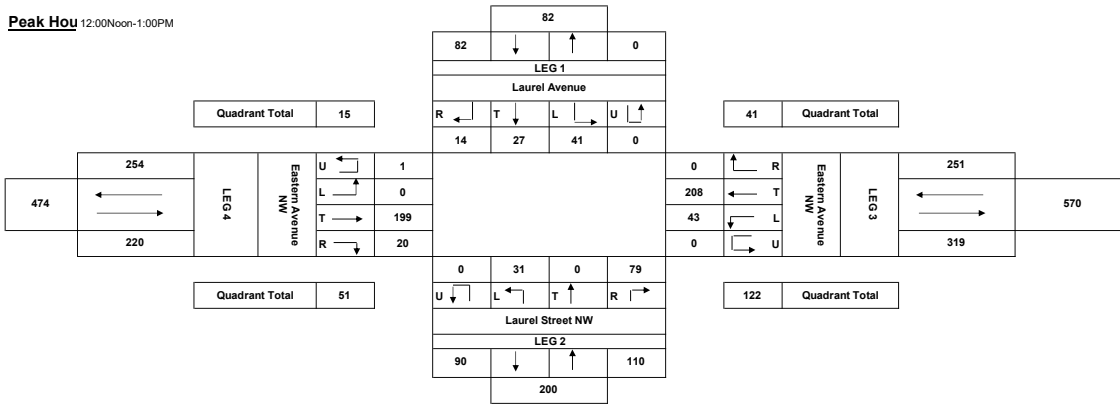 82
Peak Hou 12:00Noon-1:00PM
82 0
LEG 1
Laurel Avenue
Quadrant Total 15
R T L U
41 Quadrant Total
14 27 41 0
254
LEG 4
Eastern Avenue NW
U 1
0 R
Eastern Avenue NW
LEG 3
251
474
L 0
208 T
570
T 199
43 L
220
R 20
0 U
319
0 31 0 79
Quadrant Total 51
U L T R
122 Quadrant Total
Laurel Street NW
LEG 2
90 110
200